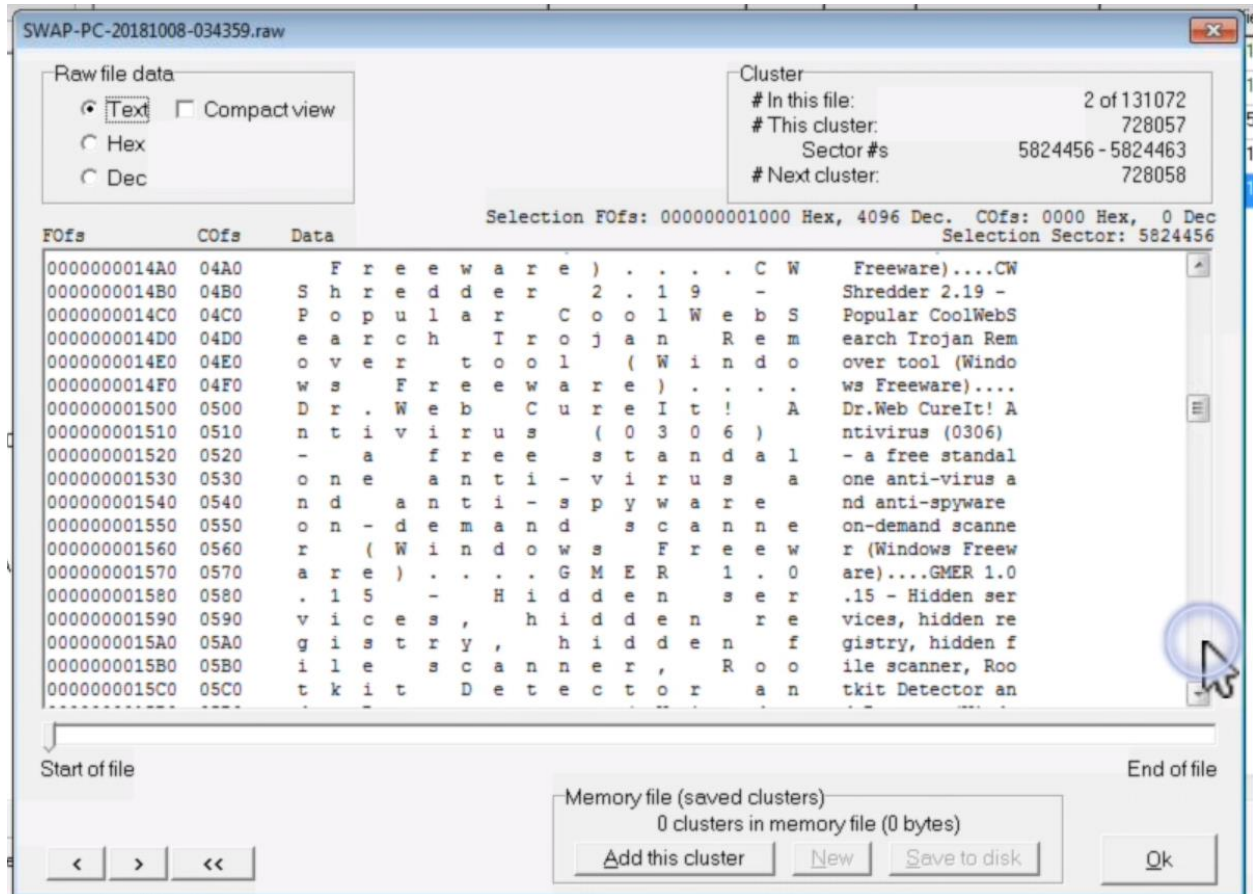 SWAP-PC-20181008-034359.raw
Raw file data
Text Compact view
Hex
Dec
Cluster
# In this file: 2 of 131072
# This cluster: 728057
Sector #s 5824456 - 5824463
# Next cluster: 728058
Selection FOfs: 000000001000 Hex, 4096 Dec. COfs: 0000 Hex, 0 Dec
FOfs COfs Data Selection Sector: 5824456
0000000014A0 04A0 F r e e w a r e ) . . . . C W Freeware)....CW
0000000014B0 04B0 S h r e d d e r 2 . 1 9 - Shredder 2.19 -
0000000014C0 04C0 P o p u l a r C o o l W e b S Popular CoolWebS
0000000014D0 04D0 e a r c h T r o j a n R e m earch Trojan Rem
0000000014E0 04E0 o v e r t o o l ( W i n d o over tool (Windo
0000000014F0 04F0 w s F r e e w a r e ) . . . . ws Freeware)....
000000001500 0500 D r . W e b C u r e I t ! A Dr.Web CureIt! A
000000001510 0510 n t i v i r u s ( 0 3 0 6 ) ntivirus (0306)
000000001520 0520 - a f r e e s t a n d a l - a free standal
000000001530 0530 o n e a n t i - v i r u s a one anti-virus a
000000001540 0540 n d a n t i - s p y w a r e nd anti-spyware
000000001550 0550 o n - d e m a n d s c a n n e on-demand scanne
000000001560 0560 r ( W i n d o w s F r e e w r (Windows Freew
000000001570 0570 a r e ) . . . . G M E R 1 . 0 are)....GMER 1.0
000000001580 0580 . 1 5 - H i d d e n s e r .15 - Hidden ser
000000001590 0590 v i c e s , h i d d e n r e vices, hidden re
0000000015A0 05A0 g i s t r y , h i d d e n f gistry, hidden f
0000000015B0 05B0 i l e s c a n n e r , R o o ile scanner, Roo
0000000015C0 05C0 t k i t D e t e c t o r a n tkit Detector an
Start of file End of file
Memory file (saved clusters)
0 clusters in memory file (0 bytes)
< > << Add this cluster New Save to disk Ok